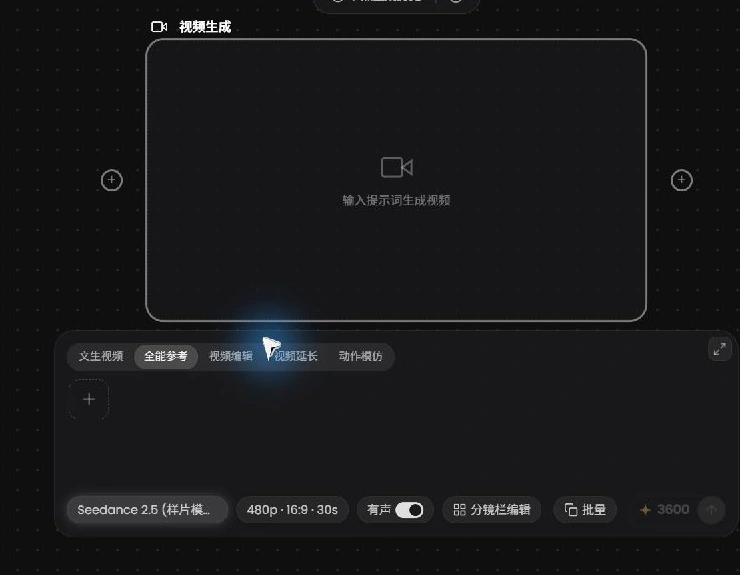 视频生成
输入提示词生成视频
文生视频 全能参考 视频编辑 视频延长 动作模仿
Seedance 2.5 (样片模... 480p · 16:9 · 30s 有声 分镜栏编辑 批量 3600